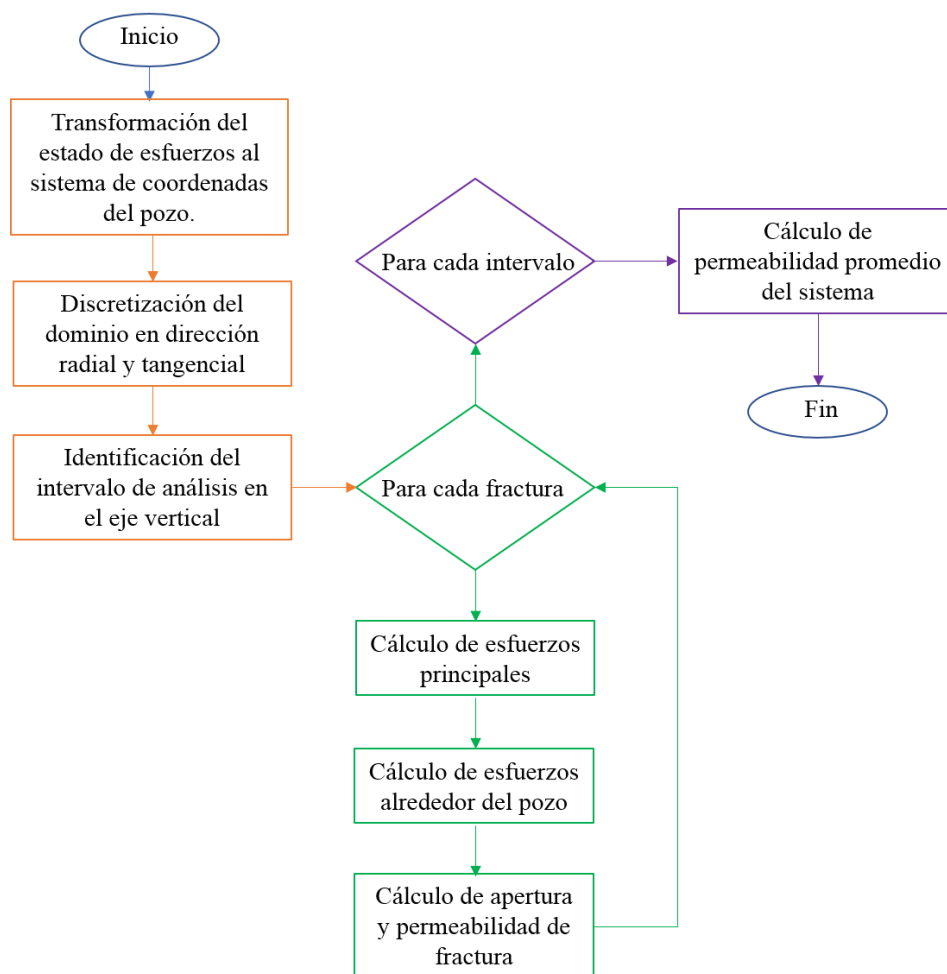 Inicio
Transformación del
estado de esfuerzos al
sistema de coordenadas
del pozo.
Discretización del
dominio en dirección
radial y tangencial
Identificación del
intervalo de análisis en
el eje vertical
Para cada fractura
Cálculo de esfuerzos
principales
Cálculo de esfuerzos
alrededor del pozo
Cálculo de apertura
y permeabilidad de
fractura
Para cada intervalo
Cálculo de
permeabilidad promedio
del sistema
Fin